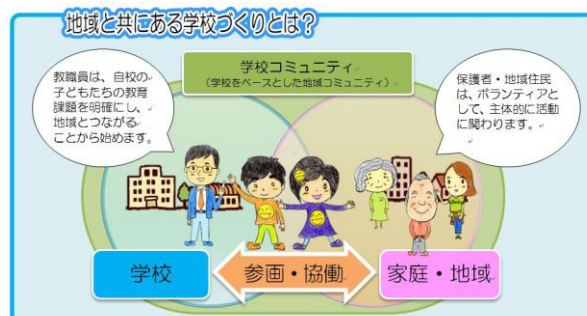 地域と共にある学校づくりとは？
学校コミュニティ
（学校をベースとした地域コミュニティ）
教職員は、自校の
子どもたちの教育
課題を明確にし、
地域とつながる
ことから始めます。
保護者・地域住民
は、ボランティアと
して、主体的に活動
に関わります。
学校
参画・協働
家庭・地域